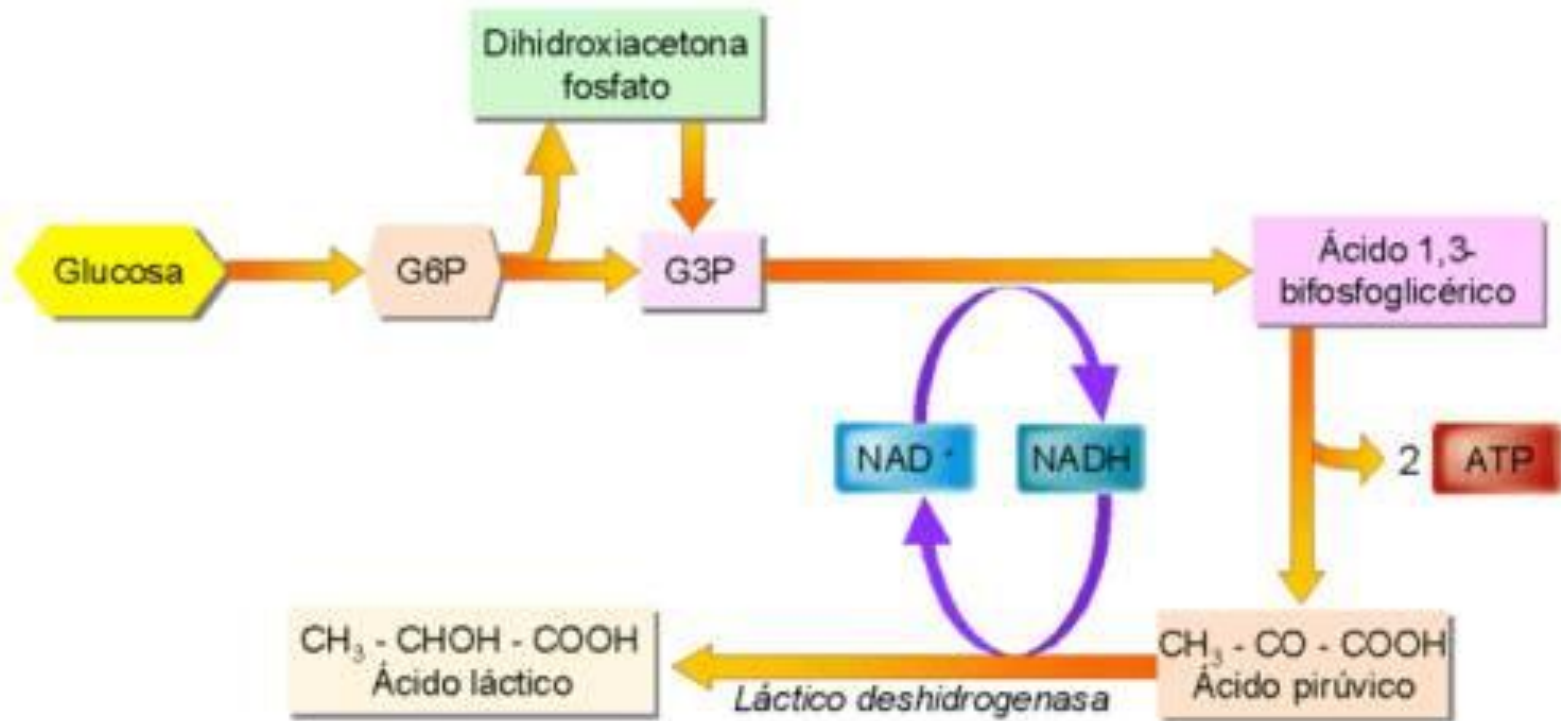 Dihidroxiacetona
fosfato
Glucosa
G6P
G3P
Ácido 1,3-
bifosfoglicérico
NAD⁺
NADH
2 ATP
CH₃ - CHOH - COOH
Ácido láctico
Láctico deshidrogenasa
CH₃ - CO - COOH
Ácido pirúvico